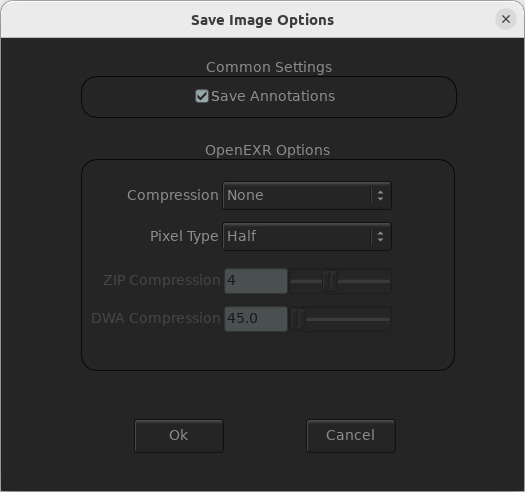 Save Image Options
Common Settings
Save Annotations
OpenEXR Options
Compression None
Pixel Type Half
ZIP Compression 4
DWA Compression 45.0
Ok Cancel